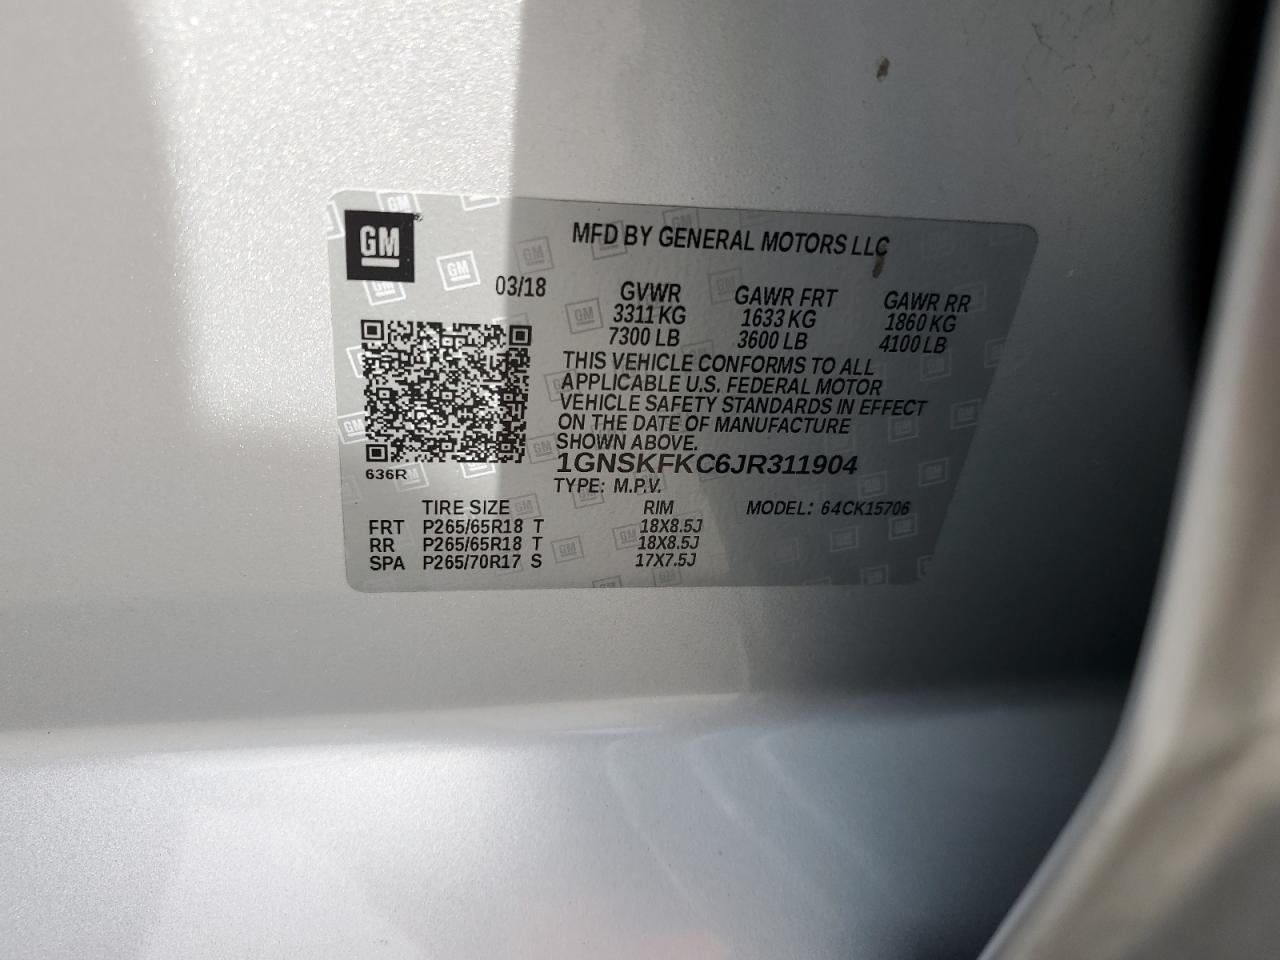 GM
MFD BY GENERAL MOTORS LLC
03/18
GVWR GAWR FRT GAWR RR
3311 KG 1633 KG 1860 KG
7300 LB 3600 LB 4100 LB
THIS VEHICLE CONFORMS TO ALL
APPLICABLE U.S. FEDERAL MOTOR
VEHICLE SAFETY STANDARDS IN EFFECT
ON THE DATE OF MANUFACTURE
SHOWN ABOVE.
1GNSKFKC6JR311904
636R
TYPE: M.P.V.
TIRE SIZE RIM MODEL: 64CK15706
FRT P265/65R18 T 18X8.5J
RR P265/65R18 T 18X8.5J
SPA P265/70R17 S 17X7.5J